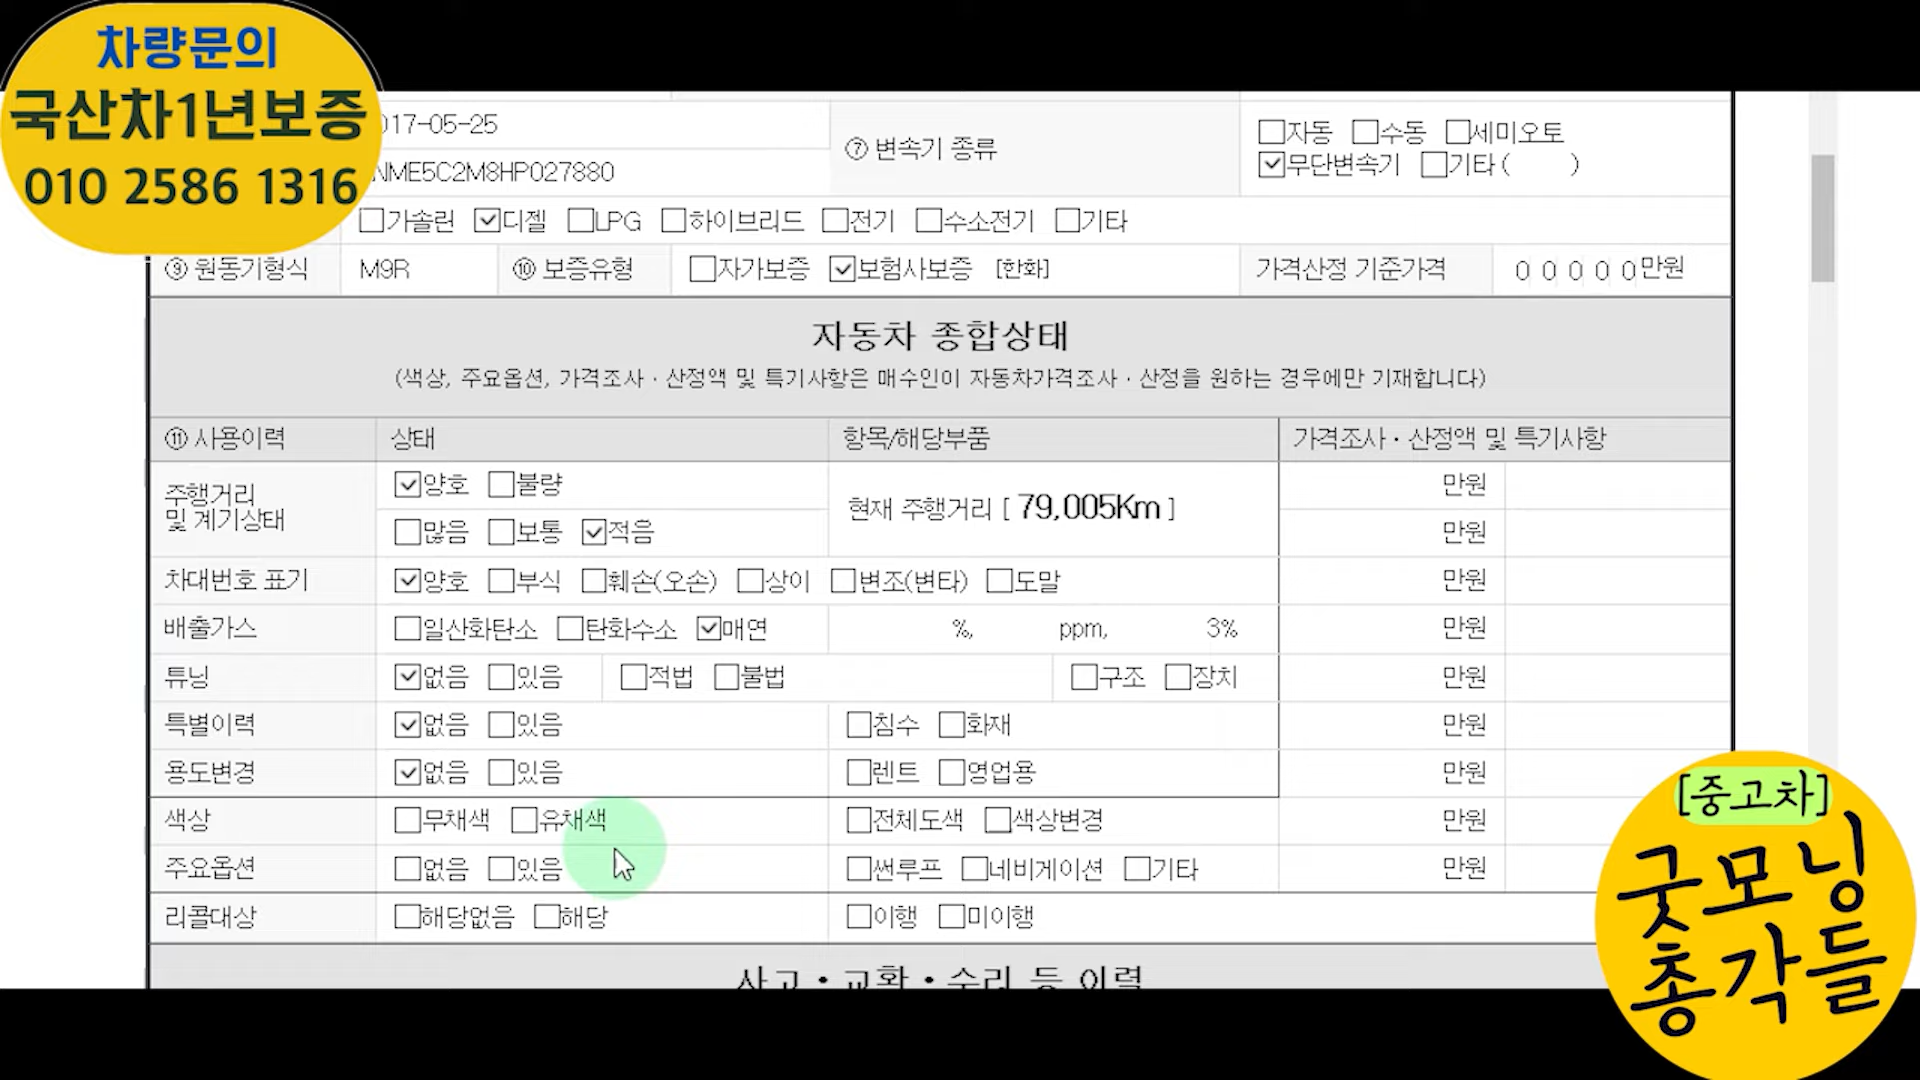 차량문의
국산차1년보증
010 2586 1316
017-05-25
⑦ 변속기 종류
□자동 □수동 □세미오토
☑무단변속기 □기타 ( )
NME5C2M8HP027880
□가솔린 ☑디젤 □LPG □하이브리드 □전기 □수소전기 □기타
⑨ 원동기형식 M9R ⑩ 보증유형 □자가보증 ☑보험사보증 [한화] 가격산정 기준가격 0 0 0 0 0만원
자동차 종합상태
(색상, 주요옵션, 가격조사 · 산정액 및 특기사항은 매수인이 자동차가격조사 · 산정을 원하는 경우에만 기재합니다)
⑪ 사용이력 상태 항목/해당부품 가격조사 · 산정액 및 특기사항
주행거리
및 계기상태
☑양호 □불량
현재 주행거리 [ 79,005Km ]
만원
□많음 □보통 ☑적음
만원
차대번호 표기 ☑양호 □부식 □훼손(오손) □상이 □변조(변타) □도말 만원
배출가스 □일산화탄소 □탄화수소 ☑매연 %, ppm, 3% 만원
튜닝 ☑없음 □있음 □적법 □불법 □구조 □장치 만원
특별이력 ☑없음 □있음 □침수 □화재 만원
용도변경 ☑없음 □있음 □렌트 □영업용 만원
색상 □무채색 □유채색 □전체도색 □색상변경 만원
주요옵션 □없음 □있음 □썬루프 □네비게이션 □기타 만원
리콜대상 □해당없음 □해당 □이행 □미이행
사고 · 교환 · 수리 등 이력
[중고차]
굿모닝
총각들